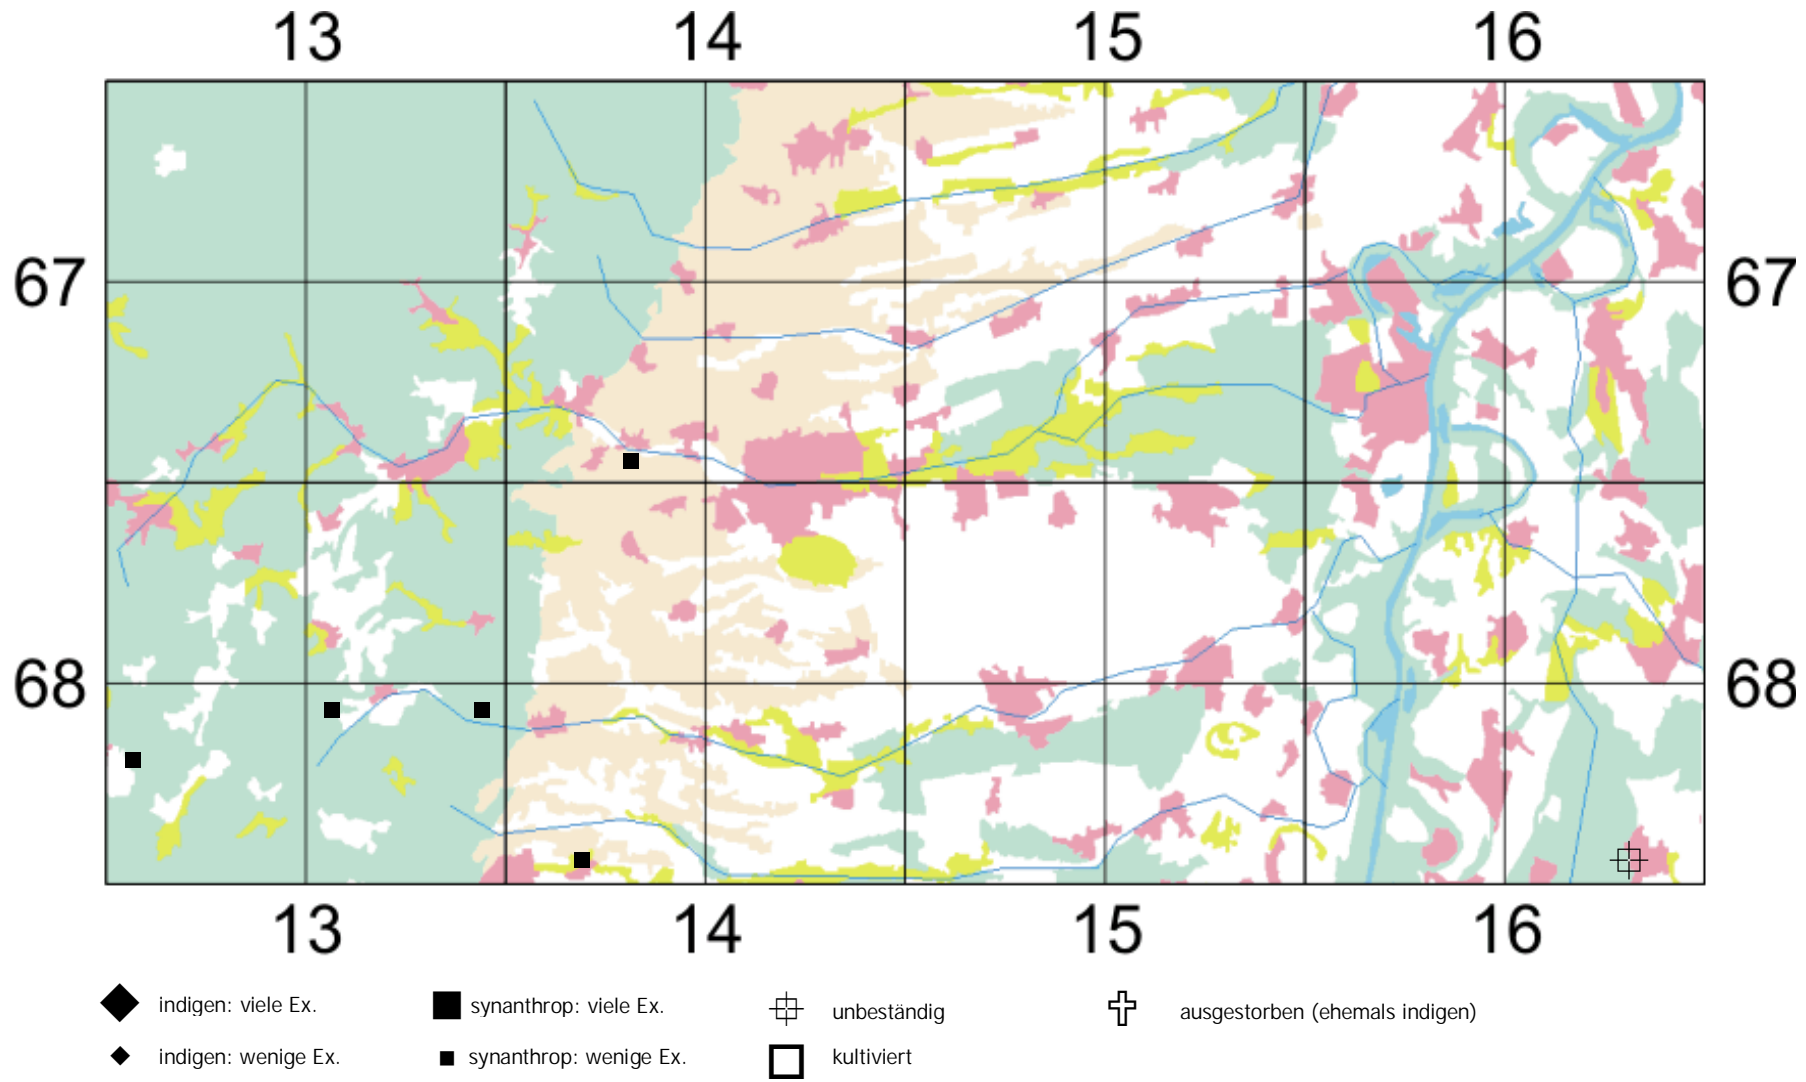 13 14 15 16
67 67
68 68
13 14 15 16
indigen: viele Ex. synanthrop: viele Ex. unbeständig ausgestorben (ehemals indigen)
indigen: wenige Ex. synanthrop: wenige Ex. kultiviert